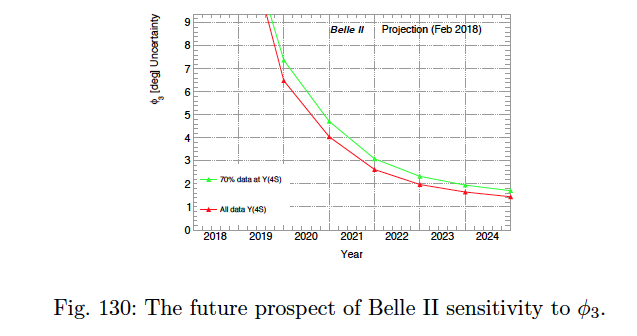 9
8
7
6
5
4
3
2
1
0
ϕ₃ [deg] Uncertainty
Belle II Projection (Feb 2018)
70% data at Y(4S)
All data Y(4S)
2018 2019 2020 2021 2022 2023 2024
Year
Fig. 130: The future prospect of Belle II sensitivity to ϕ₃.